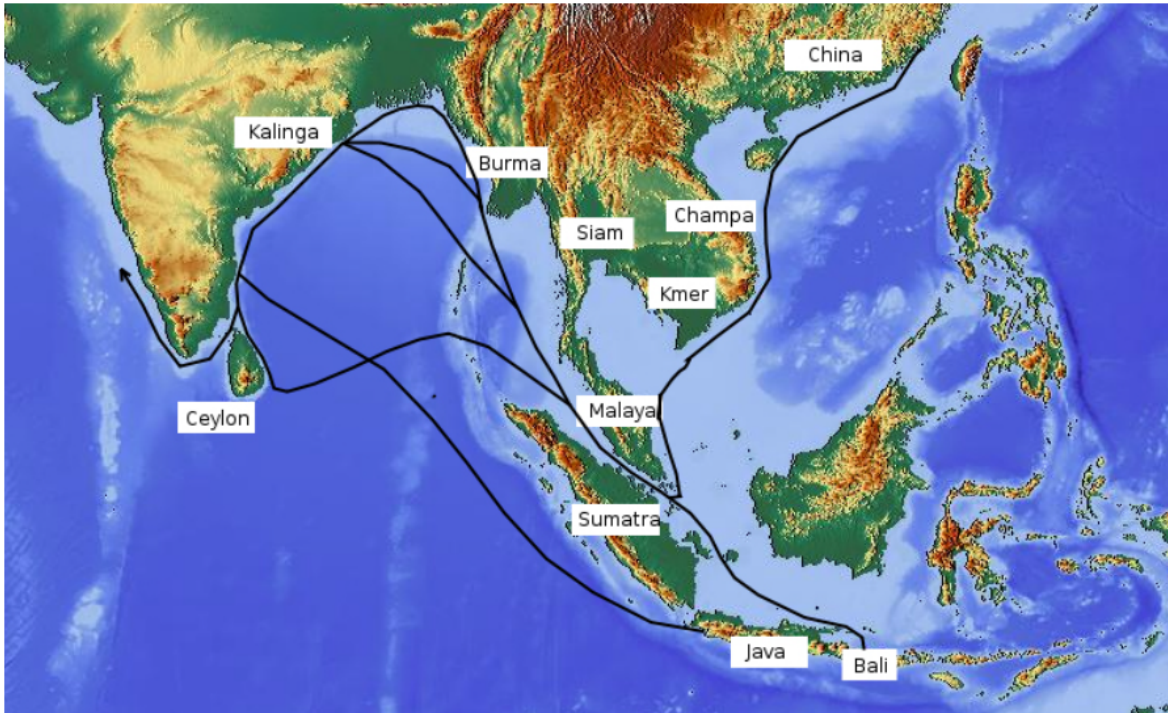 China
Kalinga
Burma
Champa
Siam
Kmer
Malaya
Ceylon
Sumatra
Java
Bali